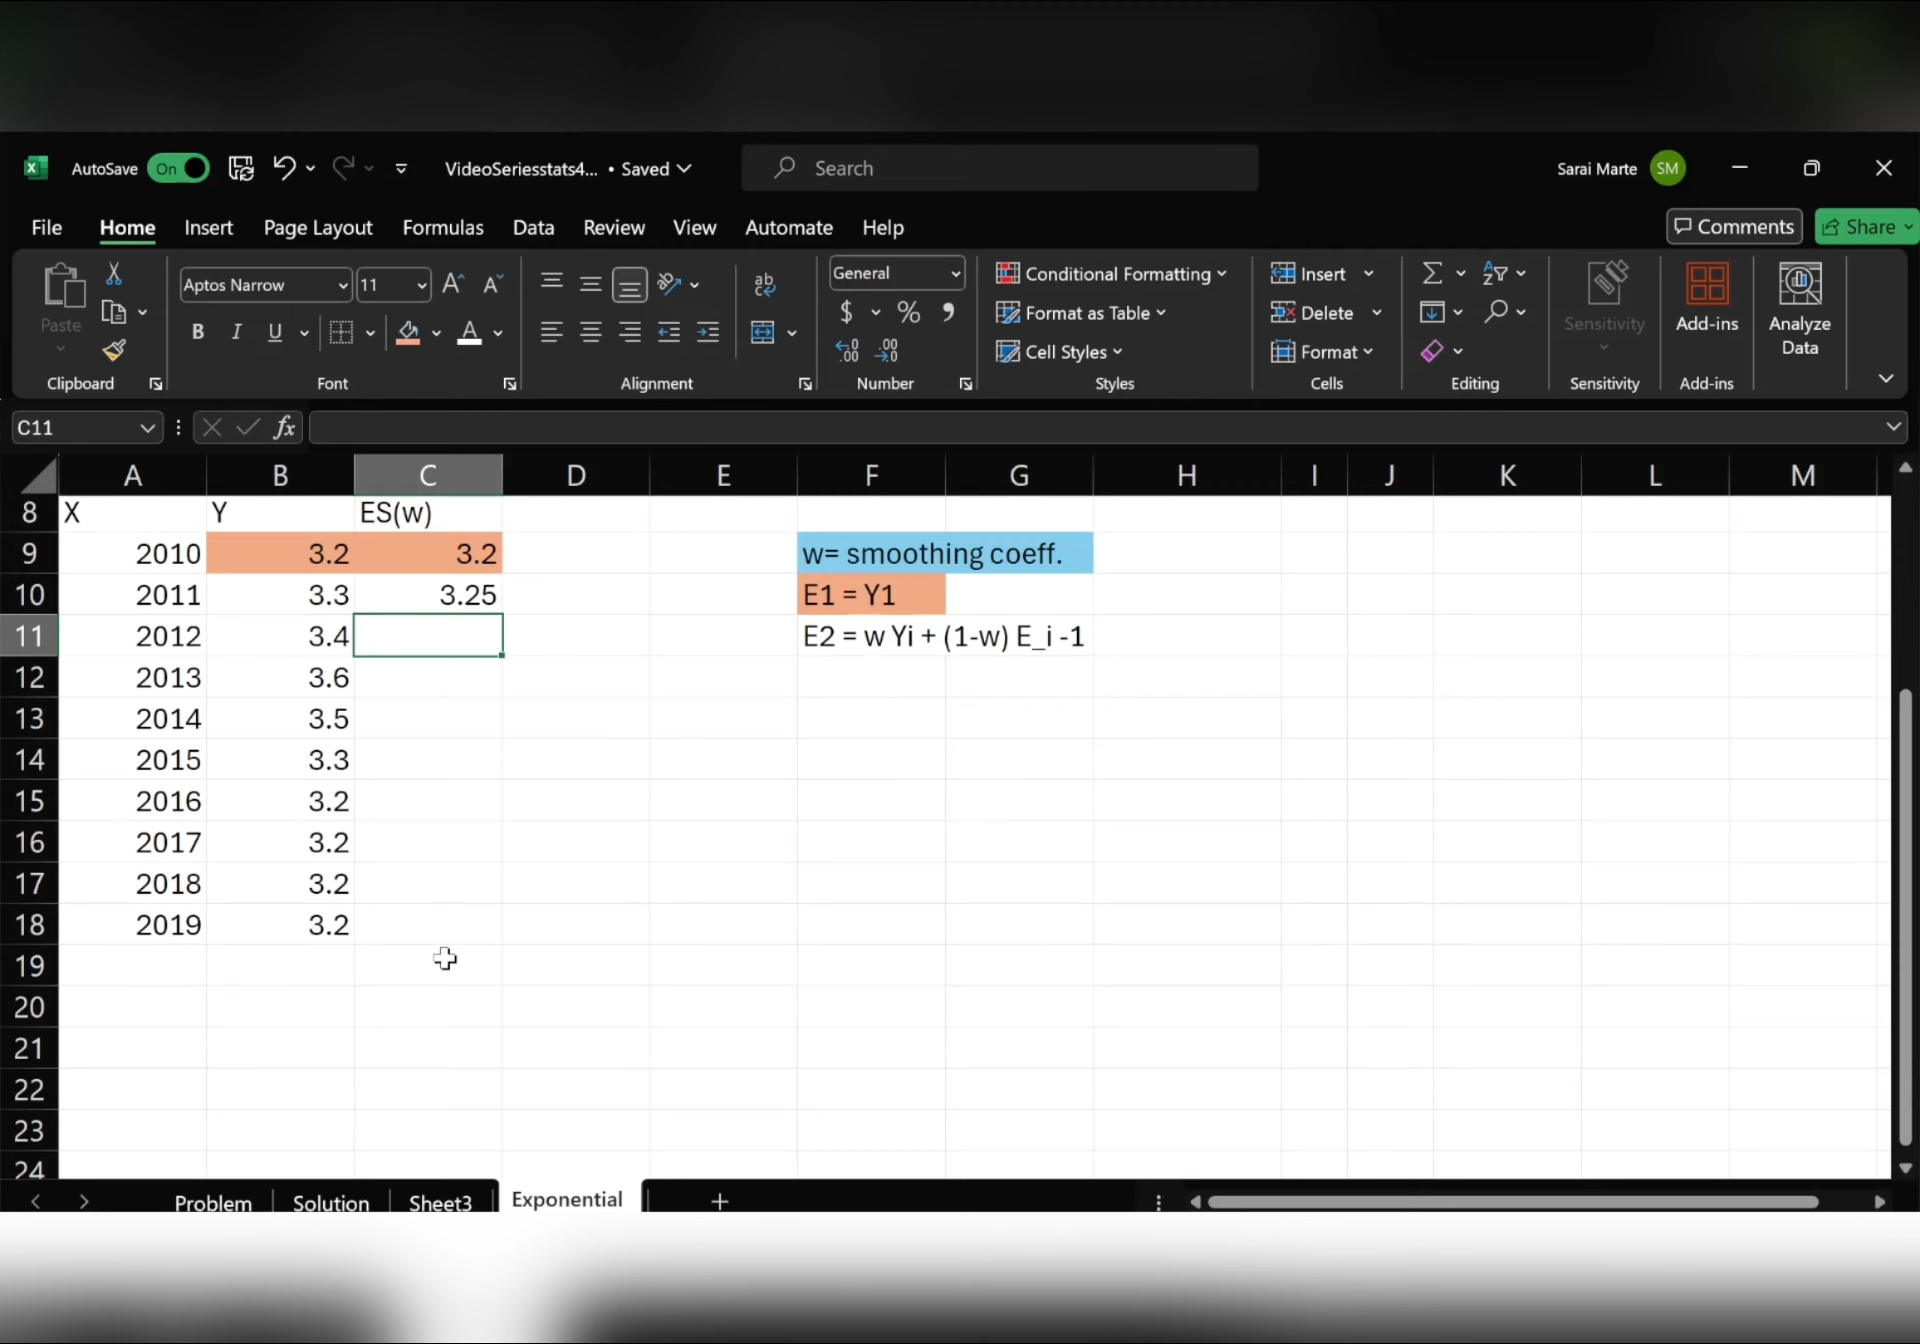 AutoSave On VideoSeriesstats4... • Saved Search Sarai Marte SM
File Home Insert Page Layout Formulas Data Review View Automate Help Comments Share
Paste
Clipboard
Aptos Narrow 11
B I U A
Font
ab
c
Alignment
General
$ % 9
.00 .00
Number
Conditional Formatting
Format as Table
Cell Styles
Styles
Insert
Delete
Format
Cells
Editing
Sensitivity
Sensitivity
Add-ins
Add-ins
Analyze
Data
C11 fx
A B C D E F G H I J K L M
8 X Y ES(w)
9 2010 3.2 3.2 w= smoothing coeff.
10 2011 3.3 3.25 E1 = Y1
11 2012 3.4 E2 = w Yi + (1-w) E_i -1
12 2013 3.6
13 2014 3.5
14 2015 3.3
15 2016 3.2
16 2017 3.2
17 2018 3.2
18 2019 3.2
19
20
21
22
23
24
Problem Solution Sheet3 Exponential +